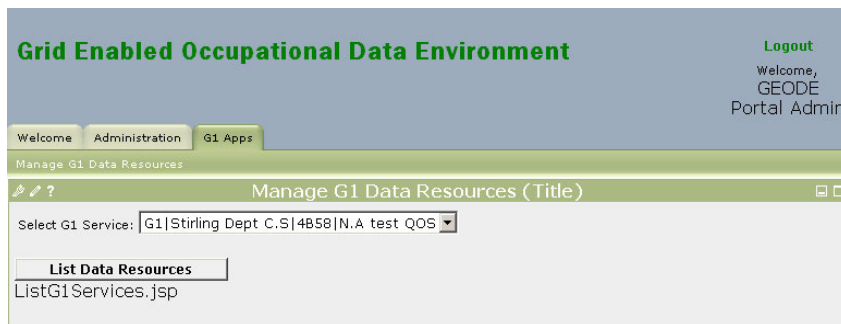 Grid Enabled Occupational Data Environment
Logout
Welcome,
GEODE
Portal Admin
Welcome Administration G1 Apps
Manage G1 Data Resources
? Manage G1 Data Resources (Title)
Select G1 Service: G1|Stirling Dept C.S|4B58|N.A test QOS
List Data Resources
ListG1Services.jsp